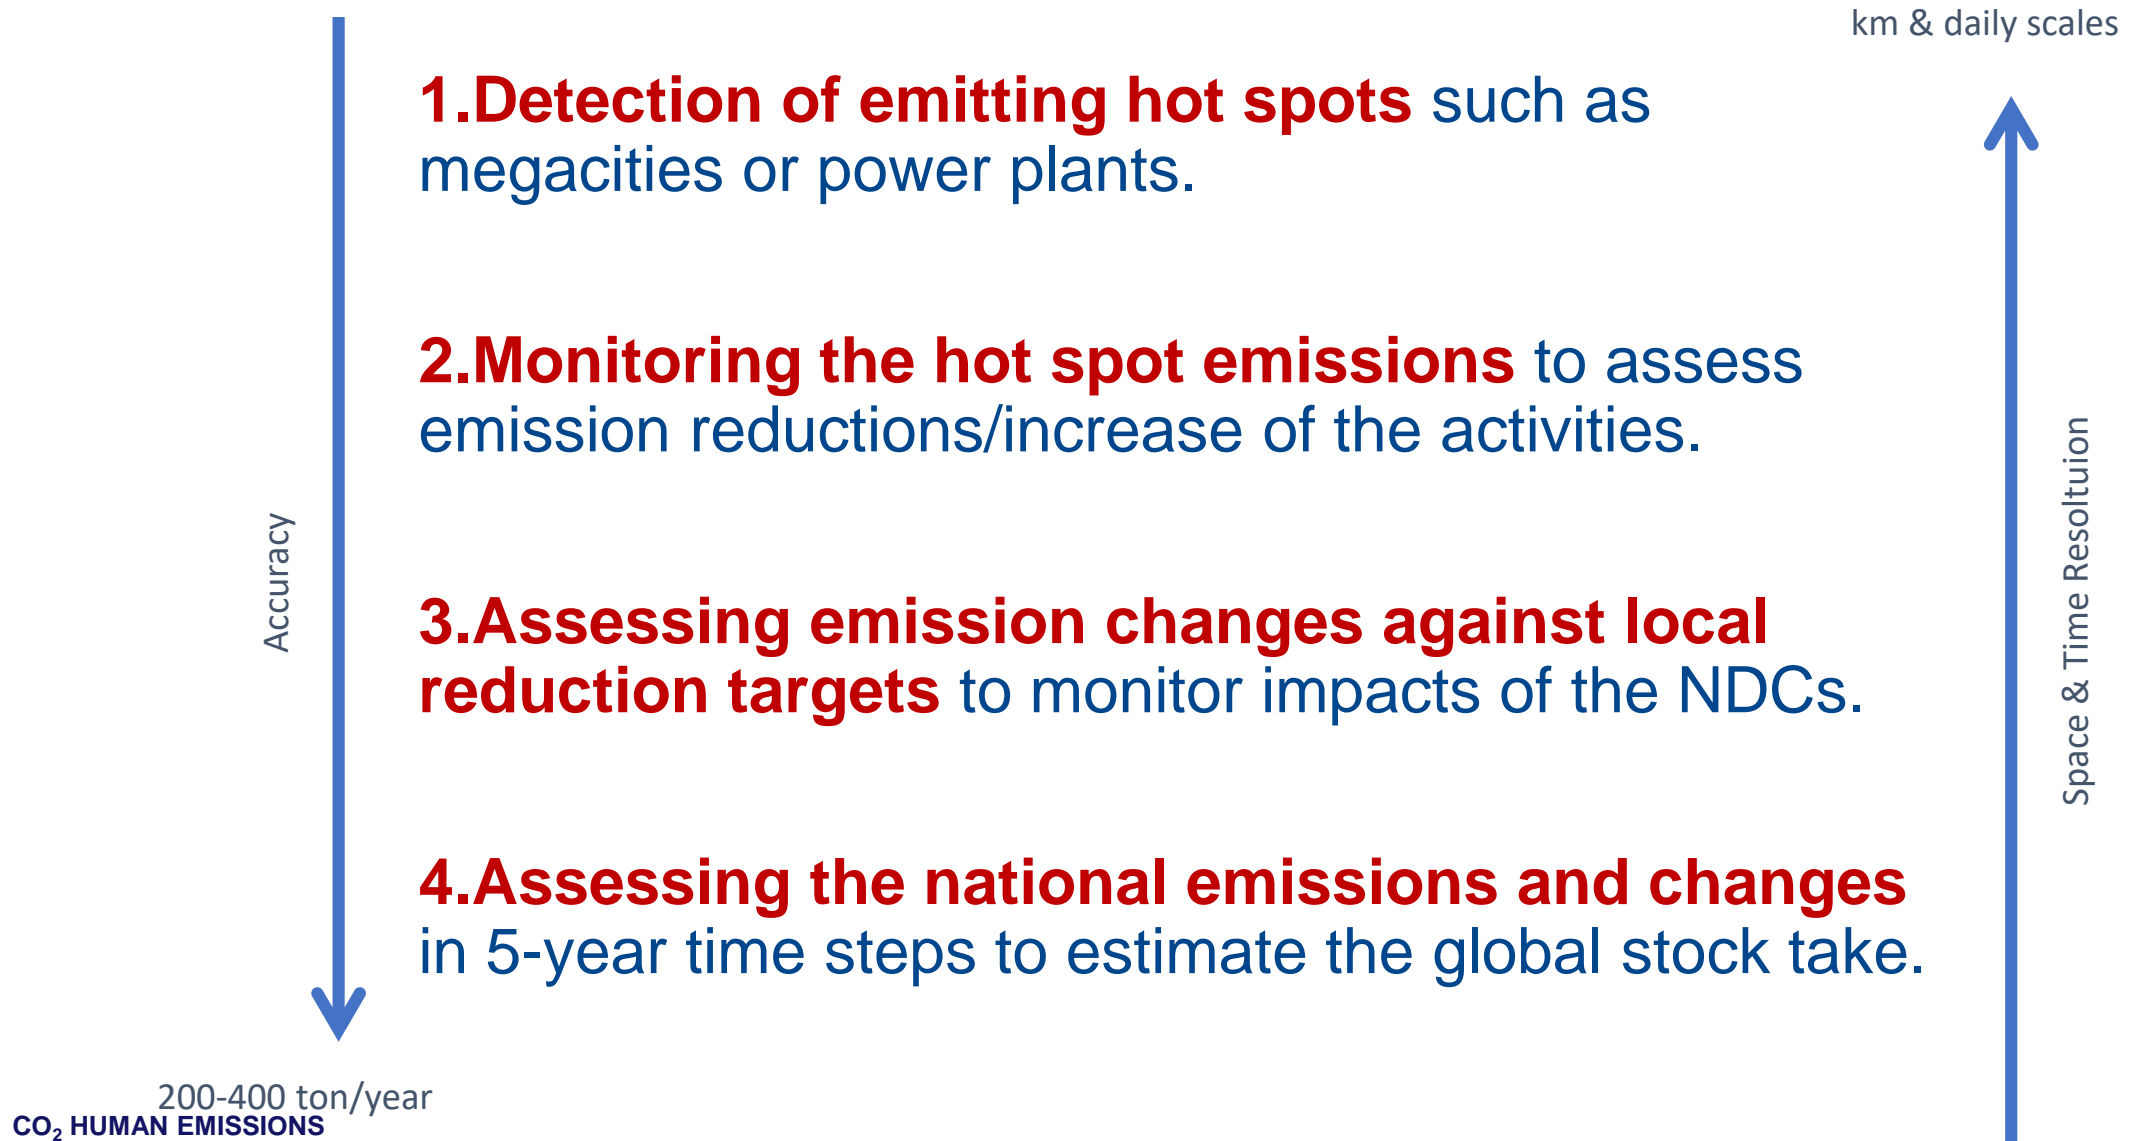 km & daily scales
1.Detection of emitting hot spots such as
megacities or power plants.
2.Monitoring the hot spot emissions to assess
emission reductions/increase of the activities.
Accuracy
Space & Time Resoltuion
3.Assessing emission changes against local
reduction targets to monitor impacts of the NDCs.
4.Assessing the national emissions and changes
in 5-year time steps to estimate the global stock take.
200-400 ton/year
CO₂ HUMAN EMISSIONS